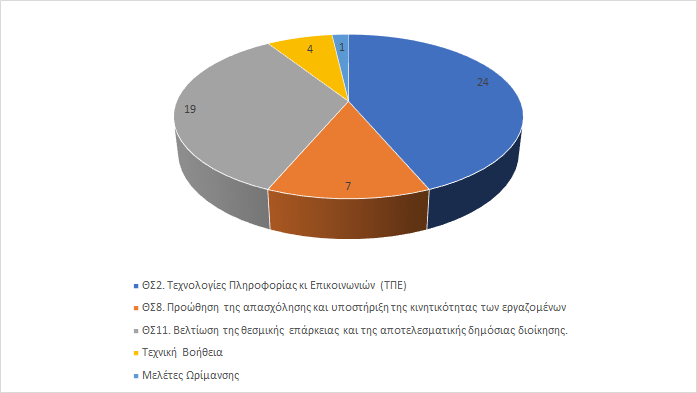 4
1
24
19
7
ΘΣ2. Τεχνολογίες Πληροφορίας κι Επικοινωνιών (ΤΠΕ)
ΘΣ8. Προώθηση της απασχόλησης και υποστήριξη της κινητικότητας των εργαζομένων
ΘΣ11. Βελτίωση της θεσμικής επάρκειας και της αποτελεσματικής δημόσιας διοίκησης.
Τεχνική Βοήθεια
Μελέτες Ωρίμανσης